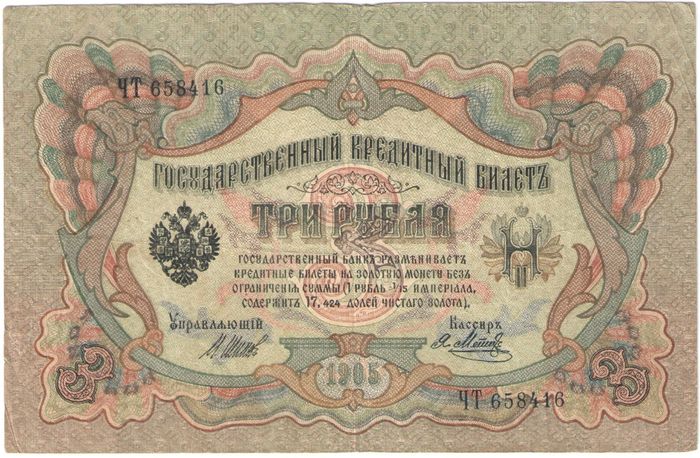 ЧТ 658416
Государственный Кредитный Билетъ
3
ТРИ РУБЛЯ
Государственный Банкъ размѣниваетъ
кредитные билеты на золотую монету безъ
ограниченія суммы (1 рубль = 1/15 имперіала,
содержитъ 17,424 долей чистаго золота).
Управляющій
Кассиръ
3
1905
3
ЧТ 658416